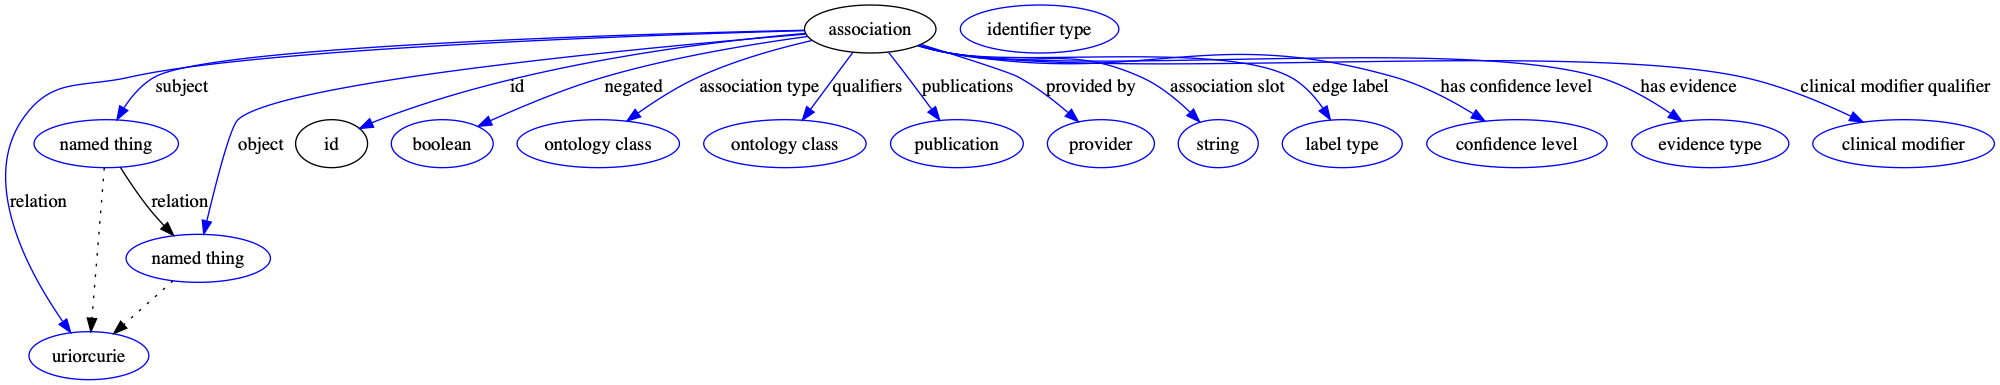 association
identifier type
subject
id
negated
association type
qualifiers
publications
provided by
association slot
edge label
has confidence level
has evidence
clinical modifier qualifier
named thing
object
id
boolean
ontology class
ontology class
publication
provider
string
label type
confidence level
evidence type
clinical modifier
relation
relation
named thing
uriorcurie